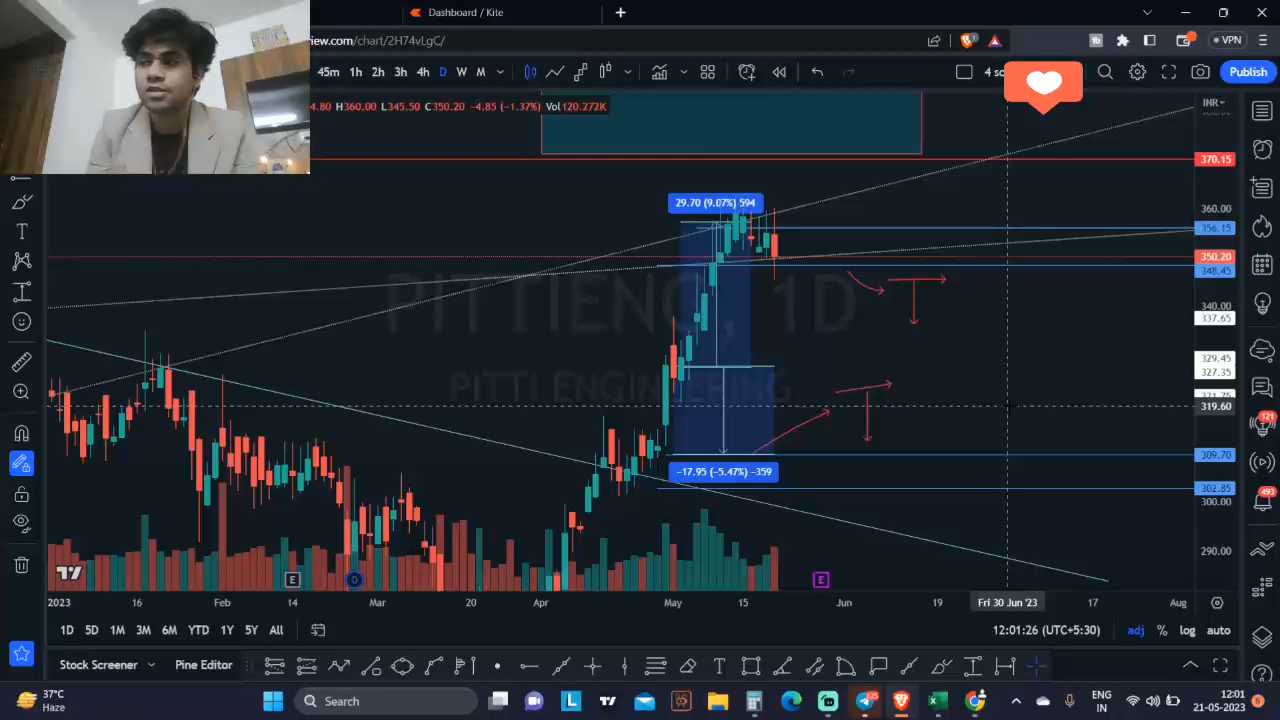 Dashboard / Kite
view.com/chart/2H74vLgC/
VPN
45m 1h 2h 3h 4h D W M
Publish
4.80 H360.00 L345.50 C350.20 −4.85 (−1.37%) Vol120.272K
INR
370.15
29.70 (9.07%) 594
360.00
356.15
350.20
348.45
340.00
337.65
329.45
327.35
319.60
309.70
302.85
300.00
290.00
PITTIENG, 1D
PITTI ENGINEERING
−17.95 (−5.47%) −359
121
493
E D E
2023 16 Feb 14 Mar 20 Apr May 15 Jun 19 Fri 30 Jun '23 17 Aug
1D 5D 1M 3M 6M YTD 1Y 5Y All
12:01:26 (UTC+5:30) adj % log auto
Stock Screener Pine Editor
37°C
Haze
Search
ENG
IN
12:01
21-05-2023